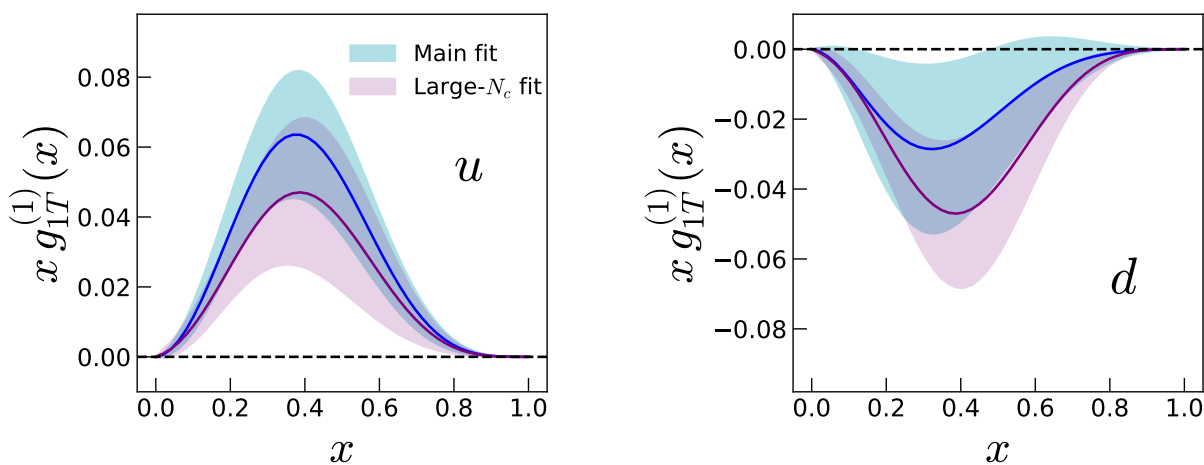 x g_{1T}^{(1)}(x)
0.08
0.06
0.04
0.02
0.00
Main fit
Large-N_c fit
u
0.0 0.2 0.4 0.6 0.8 1.0
x
x g_{1T}^{(1)}(x)
0.00
−0.02
−0.04
−0.06
−0.08
d
0.0 0.2 0.4 0.6 0.8 1.0
x